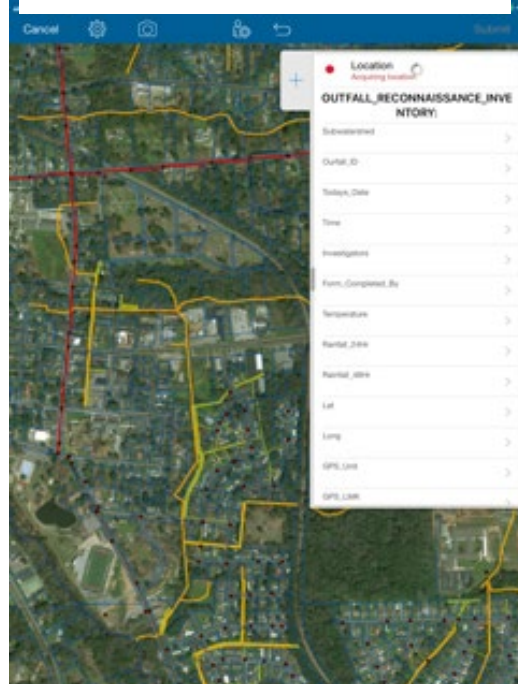 Cancel
Submit
Location
Acquiring location
OUTFALL_RECONNAISSANCE_INVE
NTORY:
Subwatershed
Outfall_ID
Todays_Date
Time
Investigators
Form_Completed_By
Temperature
Rainfall_24Hr
Rainfall_48Hr
Lat
Long
GPS_Unit
GPS_LMK